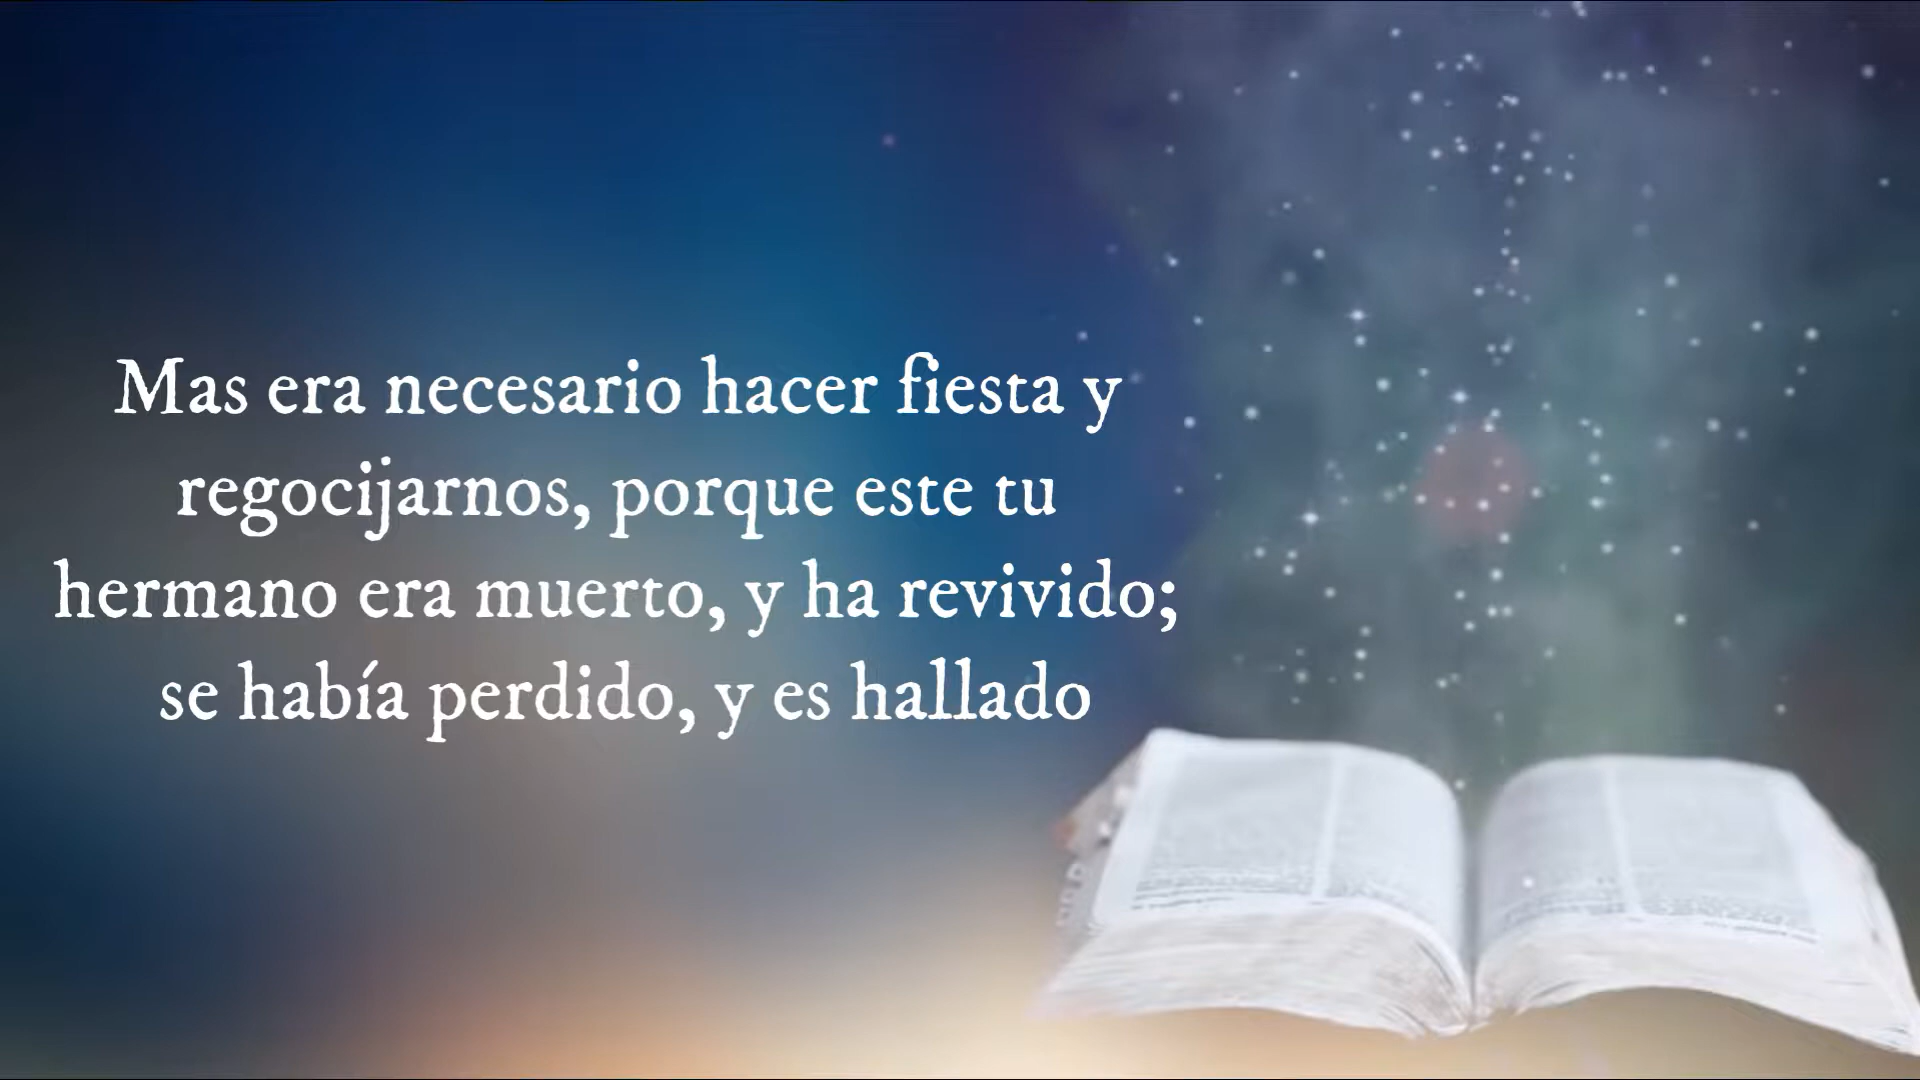 Mas era necesario hacer fiesta y
regocijarnos, porque este tu
hermano era muerto, y ha revivido;
se había perdido, y es hallado